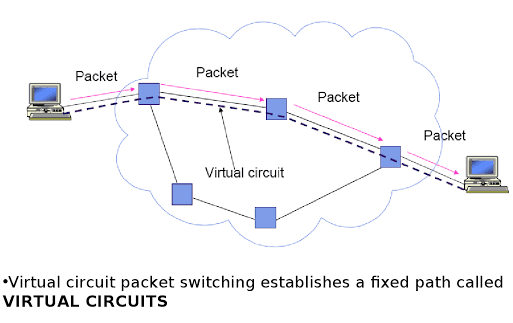 Packet
Packet
Packet
Packet
Virtual circuit
•Virtual circuit packet switching establishes a fixed path called
VIRTUAL CIRCUITS